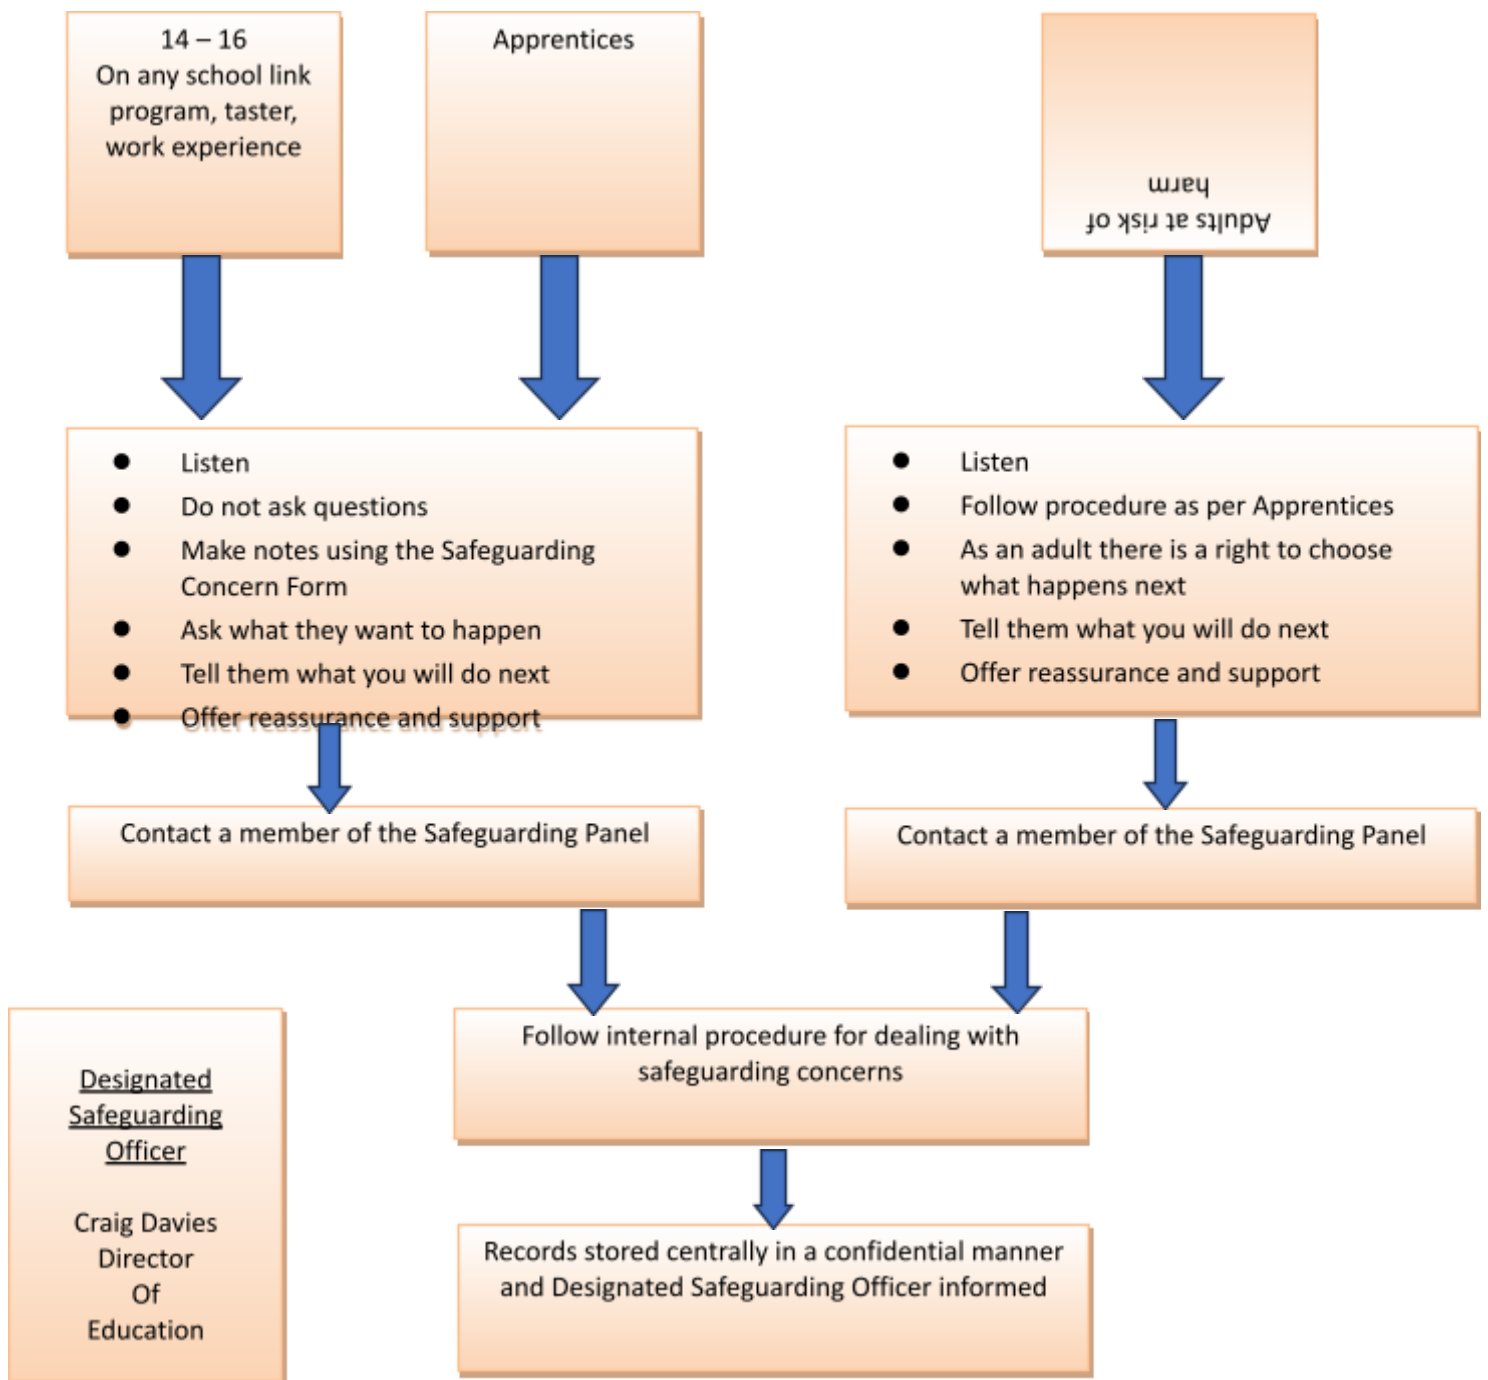 14 – 16
On any school link
program, taster,
work experience
Apprentices
Adults at risk of
harm
● Listen
● Do not ask questions
● Make notes using the Safeguarding
Concern Form
● Ask what they want to happen
● Tell them what you will do next
● Offer reassurance and support
● Listen
● Follow procedure as per Apprentices
● As an adult there is a right to choose
what happens next
● Tell them what you will do next
● Offer reassurance and support
Contact a member of the Safeguarding Panel
Contact a member of the Safeguarding Panel
Follow internal procedure for dealing with
safeguarding concerns
Designated
Safeguarding
Officer
Craig Davies
Director
Of
Education
Records stored centrally in a confidential manner
and Designated Safeguarding Officer informed